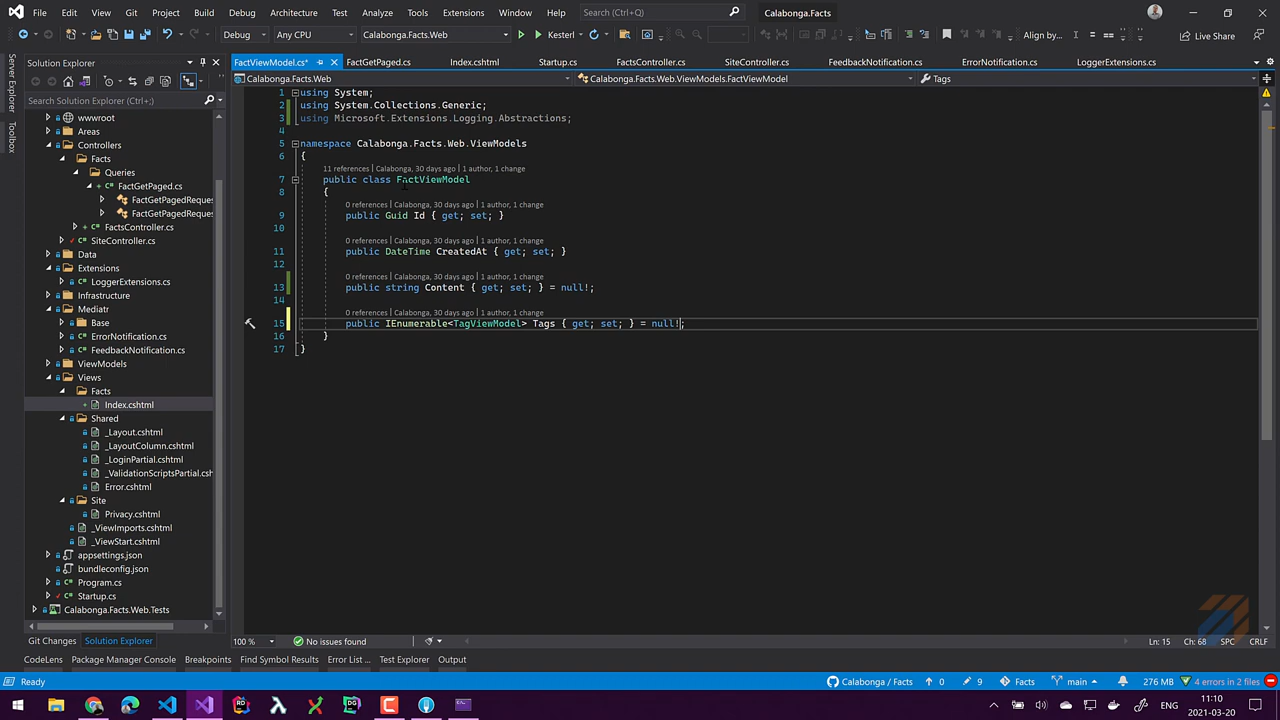 File Edit View Git Project Build Debug Architecture Test Analyze Tools Extensions Window Help Search (Ctrl+;) Calabonga.Facts
Debug Any CPU Calabonga.Facts.Web Kestrel Align by... Live Share
Server Explorer
Toolbox
Solution Explorer
Search Solution Explorer (Ctrl+;)
wwwroot
Areas
Controllers
Facts
Queries
FactGetPaged.cs
FactGetPagedReques
FactGetPagedReques
FactsController.cs
SiteController.cs
Data
Extensions
LoggerExtensions.cs
Infrastructure
Mediatr
Base
ErrorNotification.cs
FeedbackNotification.cs
ViewModels
Views
Facts
Index.cshtml
Shared
_Layout.cshtml
_LayoutColumn.cshtml
_LoginPartial.cshtml
_ValidationScriptsPartial.csh
Error.cshtml
Site
Privacy.cshtml
_ViewImports.cshtml
_ViewStart.cshtml
appsettings.json
bundleconfig.json
Program.cs
Startup.cs
Calabonga.Facts.Web.Tests
Git Changes Solution Explorer
FactViewModel.cs* FactGetPaged.cs Index.cshtml Startup.cs FactsController.cs SiteController.cs FeedbackNotification.cs ErrorNotification.cs LoggerExtensions.cs
Calabonga.Facts.Web Calabonga.Facts.Web.ViewModels.FactViewModel Tags
1 using System;
2 using System.Collections.Generic;
3 using Microsoft.Extensions.Logging.Abstractions;
4
5 namespace Calabonga.Facts.Web.ViewModels
6 {
11 references | Calabonga, 30 days ago | 1 author, 1 change
7 public class FactViewModel
8 {
0 references | Calabonga, 30 days ago | 1 author, 1 change
9 public Guid Id { get; set; }
10
0 references | Calabonga, 30 days ago | 1 author, 1 change
11 public DateTime CreatedAt { get; set; }
12
0 references | Calabonga, 30 days ago | 1 author, 1 change
13 public string Content { get; set; } = null!;
14
0 references | Calabonga, 30 days ago | 1 author, 1 change
15 public IEnumerable<TagViewModel> Tags { get; set; } = null!;
16 }
17 }
100 % No issues found Ln: 15 Ch: 68 SPC CRLF
CodeLens Package Manager Console Breakpoints Find Symbol Results Error List ... Test Explorer Output
Ready Calabonga / Facts 0 9 Facts main 276 MB 4 errors in 2 files
11:10
2021-03-20